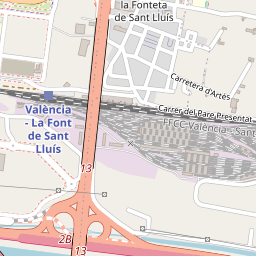 la Fonteta
de Sant Lluís
Carretera d'Artés
València
- La Font
de Sant
Lluís
Carrer del Pare Presentat
FFCC València - Sant
13
2B
13